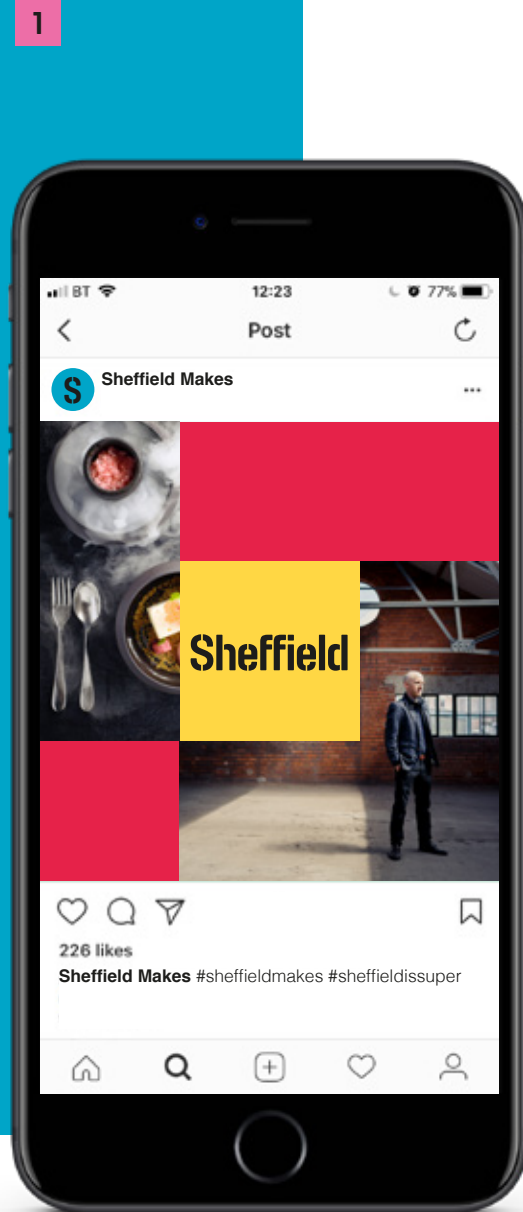 1
BT 12:23 77%
Post
S Sheffield Makes
Sheffield
226 likes
Sheffield Makes #sheffieldmakes #sheffieldissuper